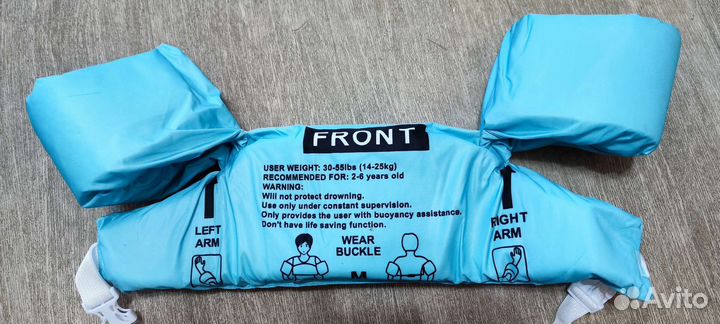 FRONT
USER WEIGHT: 30-55lbs (14-25kg)
RECOMMENDED FOR: 2-6 years old
WARNING:
Will not protect drowning.
Use only under constant supervision.
Only provides the user with buoyancy assistance.
Don't have life saving function.
LEFT
ARM
WEAR
BUCKLE
RIGHT
ARM
M
Avito